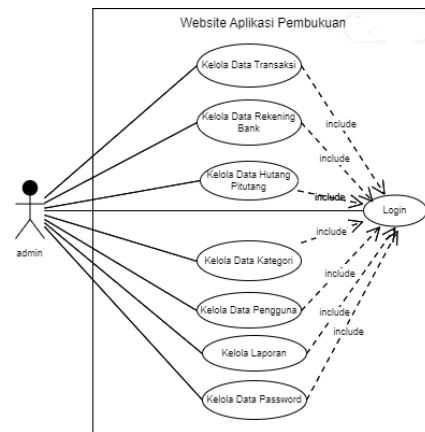 Website Aplikasi Pembukuan
Kelola Data Transaksi
include
Kelola Data Rekening
Bank
include
Kelola Data Hutang
Pitutang
include
Login
admin
include
Kelola Data Kategori
include
Kelola Data Pengguna
include
Kelola Laporan
include
Kelola Data Password